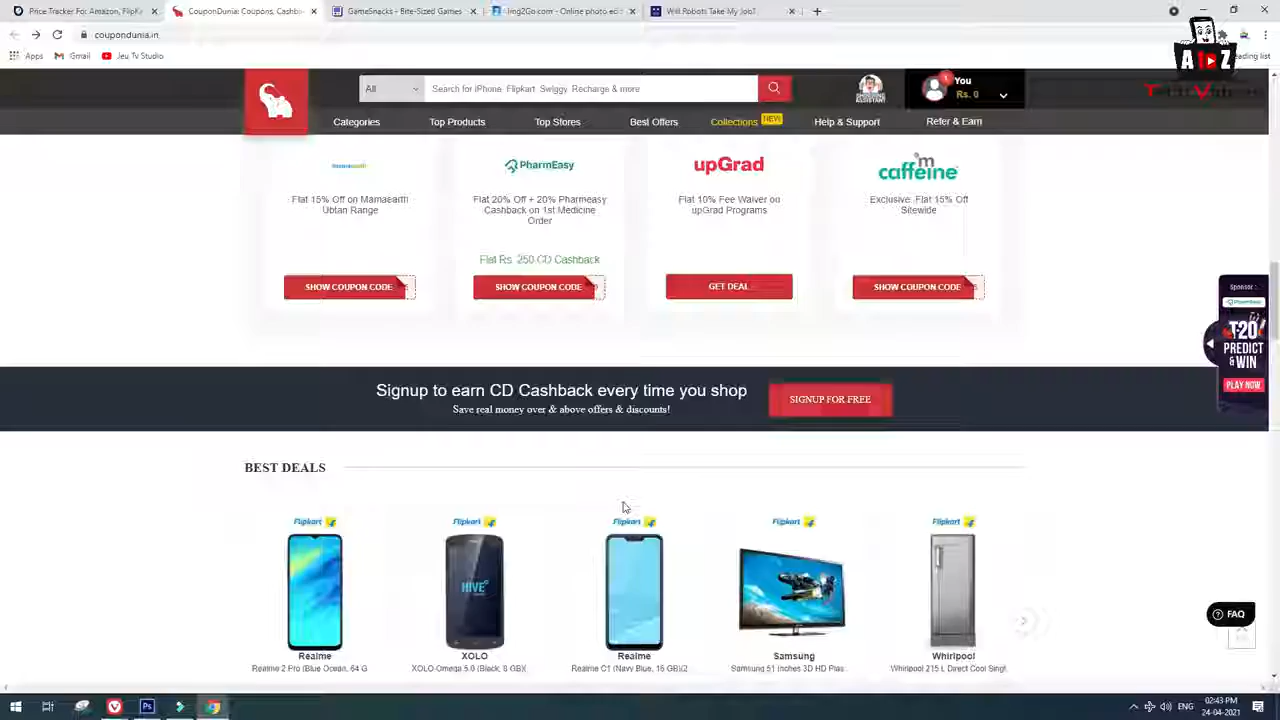 Price Tracker For Amazon, FlipK
CouponDunia: Coupons, Cashb
GameSnacks - Bite-Sized Games
Img2Go.com - Online photo edit
Will Robots Take My Job?
coupondunia.in
Apps
Gmail
Jeu Tv Studio
ading list
A to Z
All
Search for iPhone, Flipkart, Swiggy, Recharge & more
SHOPPING
ASSISTANT
1
You
Rs. 0
Categories
Top Products
Top Stores
Best Offers
Collections
NEW
Help & Support
Refer & Earn
mamaearth
PharmEasy
upGrad
m
caffeine
Flat 15% Off on Mamaearth
Ubtan Range
Flat 20% Off + 20% Pharmeasy
Cashback on 1st Medicine
Order
Flat 10% Fee Waiver on
upGrad Programs
Exclusive: Flat 15% Off
Sitewide
Flat Rs. 250 CD Cashback
SHOW COUPON CODE
SHOW COUPON CODE
GET DEAL
SHOW COUPON CODE
Sponsor :
PharmEasy
T20
PREDICT
& WIN
PLAY NOW
Signup to earn CD Cashback every time you shop
Save real money over & above offers & discounts!
SIGNUP FOR FREE
BEST DEALS
Flipkart
Flipkart
Flipkart
Flipkart
Flipkart
HIVE
Realme
XOLO
Realme
Samsung
Whirlpool
Realme 2 Pro (Blue Ocean, 64 G
XOLO Omega 5.0 (Black, 8 GB)(
Realme C1 (Navy Blue, 16 GB)(2
Samsung 51 inches 3D HD Plas
Whirlpool 215 L Direct Cool Singl
FAQ
ENG
02:43 PM
24-04-2021